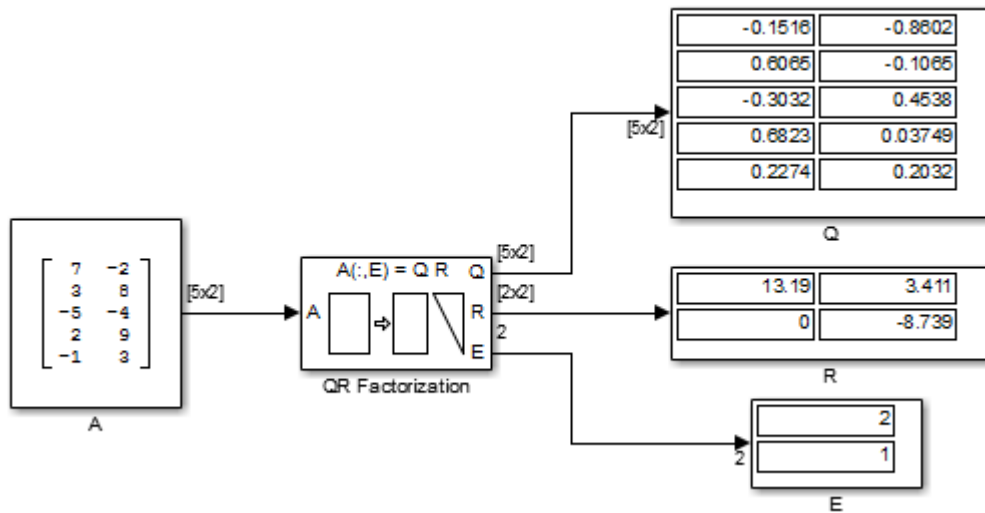 -0.1516 -0.8602
0.6065 -0.1065
-0.3032 0.4538
0.6823 0.03749
0.2274 0.2032
[5x2]
Q
7 -2
3 8
-5 -4
2 9
-1 3
A
[5x2]
A(:,E) = Q R
A
Q
R
E
QR Factorization
[5x2]
[2x2]
2
13.19 3.411
0 -8.739
R
2
2
1
E